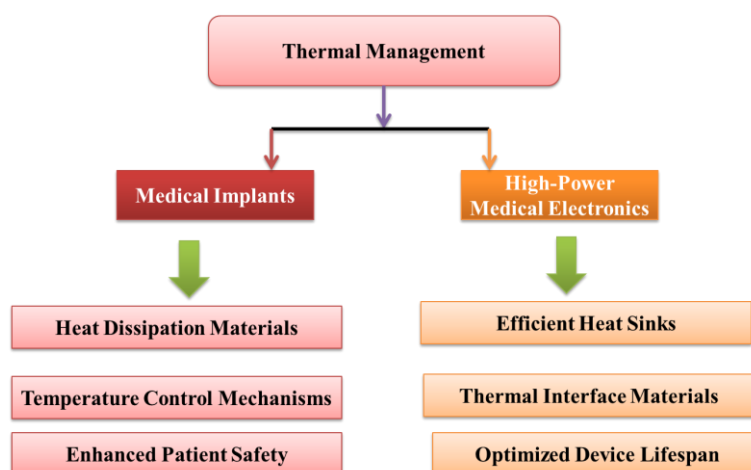 Thermal Management
Medical Implants
High-Power
Medical Electronics
Heat Dissipation Materials
Temperature Control Mechanisms
Enhanced Patient Safety
Efficient Heat Sinks
Thermal Interface Materials
Optimized Device Lifespan